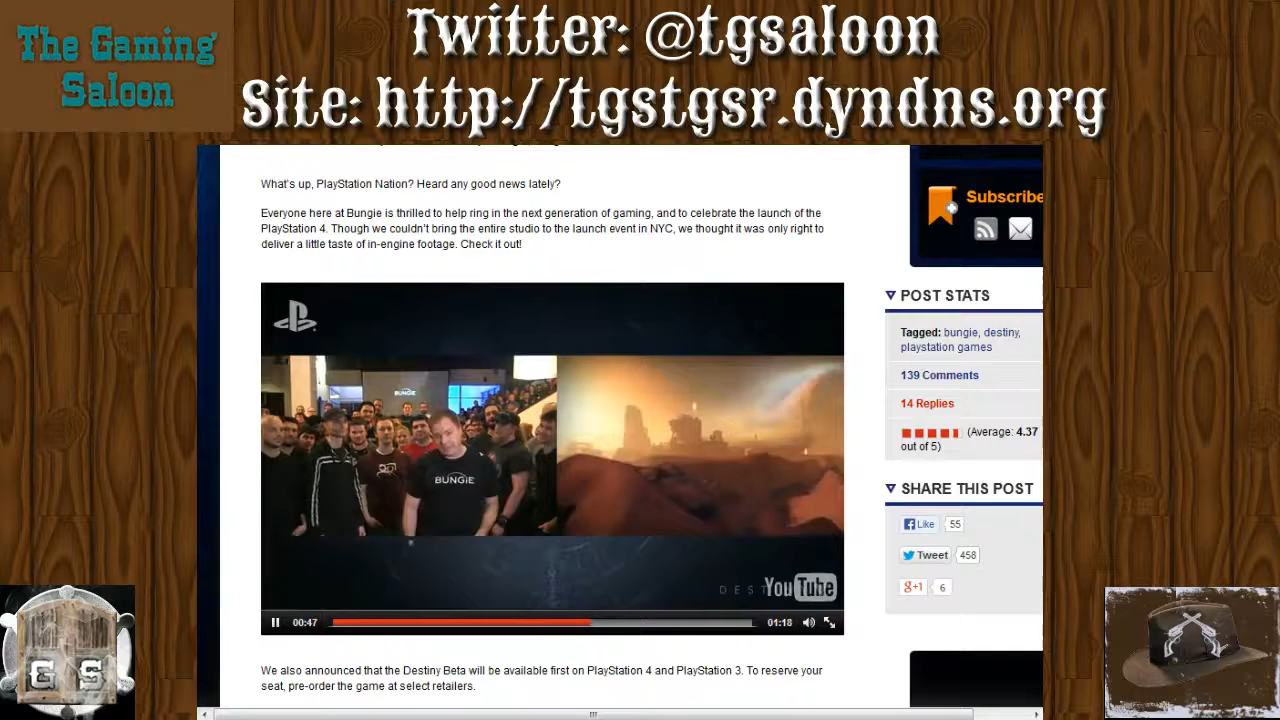 The Gaming
Saloon
Twitter: @tgsaloon
Site: http://tgstgsr.dyndns.org
What's up, PlayStation Nation? Heard any good news lately?
Everyone here at Bungie is thrilled to help ring in the next generation of gaming, and to celebrate the launch of the
PlayStation 4. Though we couldn't bring the entire studio to the launch event in NYC, we thought it was only right to
deliver a little taste of in-engine footage. Check it out!
BUNGIE
BUNGIE
DEST
YouTube
00:47
01:18
We also announced that the Destiny Beta will be available first on PlayStation 4 and PlayStation 3. To reserve your
seat, pre-order the game at select retailers.
Subscribe
POST STATS
Tagged: bungie, destiny,
playstation games
139 Comments
14 Replies
(Average: 4.37
out of 5)
SHARE THIS POST
Like 55
Tweet 458
+1 6
G S